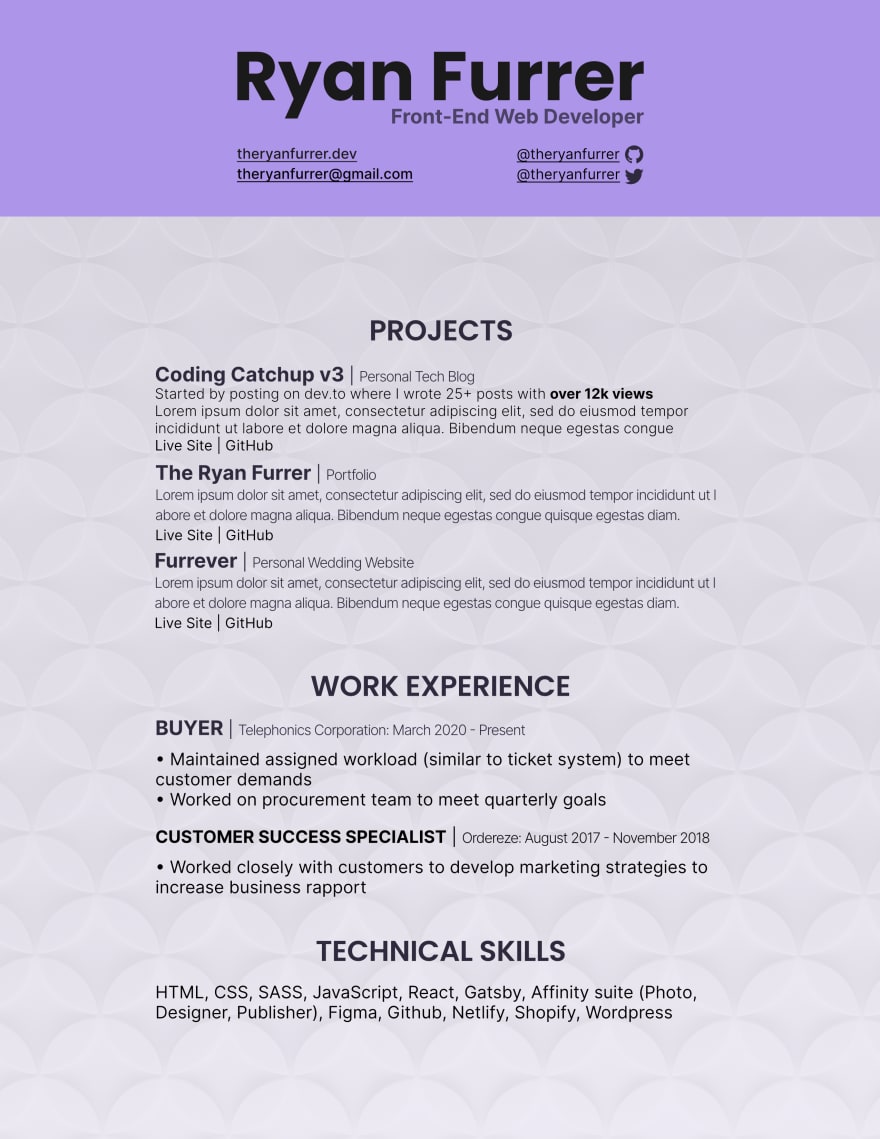 Ryan Furrer
Front-End Web Developer
theryanfurrer.dev
theryanfurrer@gmail.com
@theryanfurrer
@theryanfurrer
PROJECTS
Coding Catchup v3 | Personal Tech Blog
Started by posting on dev.to where I wrote 25+ posts with over 12k views
Lorem ipsum dolor sit amet, consectetur adipiscing elit, sed do eiusmod tempor
incididunt ut labore et dolore magna aliqua. Bibendum neque egestas congue
Live Site | GitHub
The Ryan Furrer | Portfolio
Lorem ipsum dolor sit amet, consectetur adipiscing elit, sed do eiusmod tempor incididunt ut l
abore et dolore magna aliqua. Bibendum neque egestas congue quisque egestas diam.
Live Site | GitHub
Furrever | Personal Wedding Website
Lorem ipsum dolor sit amet, consectetur adipiscing elit, sed do eiusmod tempor incididunt ut l
abore et dolore magna aliqua. Bibendum neque egestas congue quisque egestas diam.
Live Site | GitHub
WORK EXPERIENCE
BUYER | Telephonics Corporation: March 2020 - Present
• Maintained assigned workload (similar to ticket system) to meet
customer demands
• Worked on procurement team to meet quarterly goals
CUSTOMER SUCCESS SPECIALIST | Ordereze: August 2017 - November 2018
• Worked closely with customers to develop marketing strategies to
increase business rapport
TECHNICAL SKILLS
HTML, CSS, SASS, JavaScript, React, Gatsby, Affinity suite (Photo,
Designer, Publisher), Figma, Github, Netlify, Shopify, Wordpress